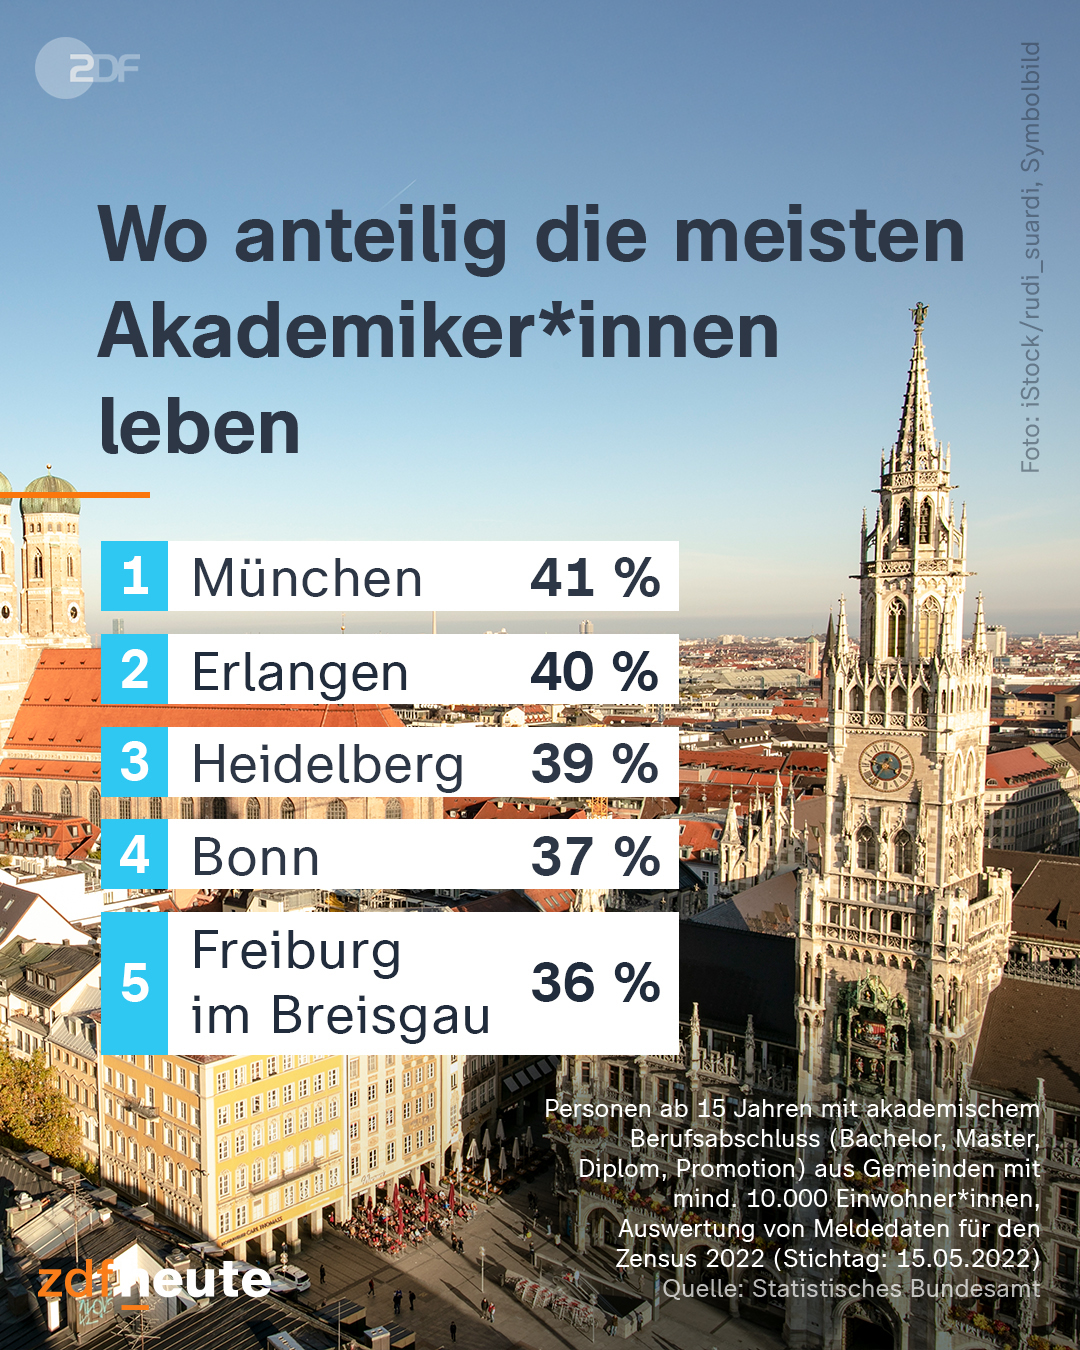 ZDF
Foto: iStock/rudi_suardi, Symbolbild
Wo anteilig die meisten
Akademiker*innen
leben
1 München 41 %
2 Erlangen 40 %
3 Heidelberg 39 %
4 Bonn 37 %
5 Freiburg
im Breisgau 36 %
Personen ab 15 Jahren mit akademischem
Berufsabschluss (Bachelor, Master,
Diplom, Promotion) aus Gemeinden mit
mind. 10.000 Einwohner*innen,
Auswertung von Meldedaten für den
Zensus 2022 (Stichtag: 15.05.2022)
Quelle: Statistisches Bundesamt
zdfheute